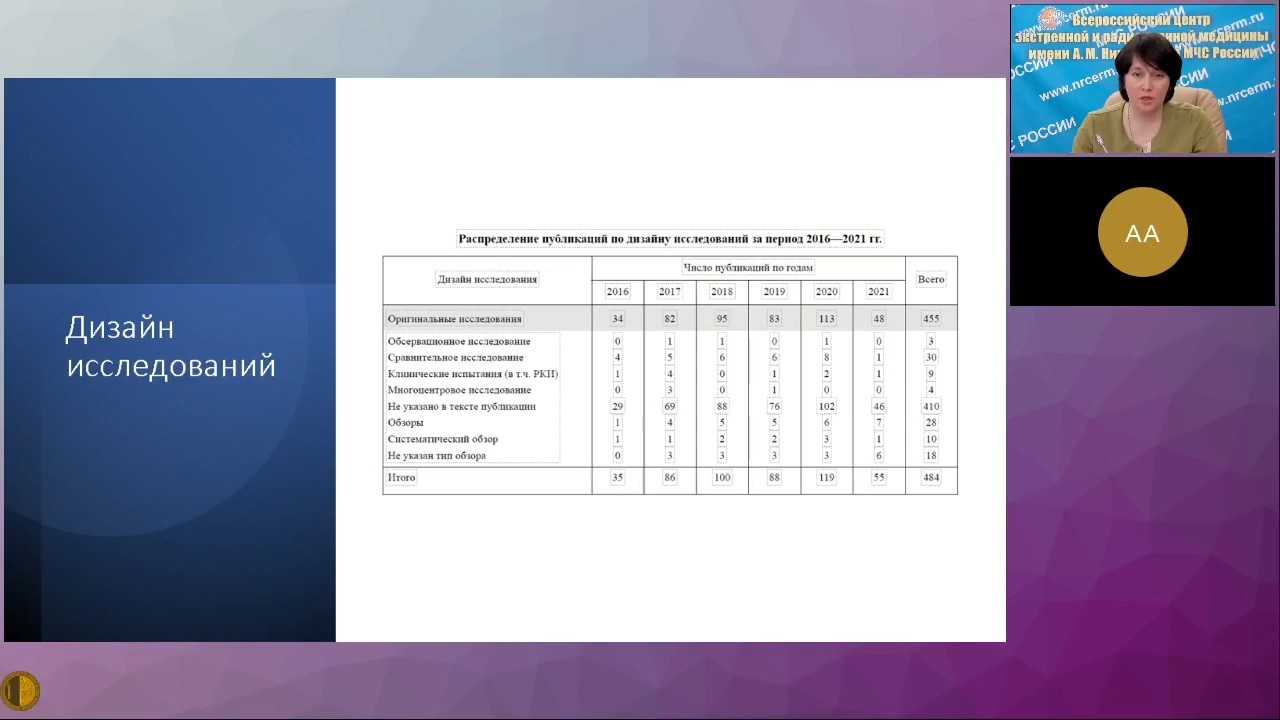 Дизайн
исследований
Распределение публикаций по дизайну исследований за период 2016—2021 гг.
Дизайн исследования Число публикаций по годам Всего
2016 2017 2018 2019 2020 2021
Оригинальные исследования 34 82 95 83 113 48 455
Обсервационное исследование 0 1 1 0 1 0 3
Сравнительное исследование 4 5 6 6 8 1 30
Клинические испытания (в т.ч. РКИ) 1 4 0 1 2 1 9
Многоцентровое исследование 0 3 0 1 0 0 4
Не указано в тексте публикации 29 69 88 76 102 46 410
Обзоры 1 4 5 5 6 7 28
Систематический обзор 1 1 2 2 3 1 10
Не указан тип обзора 0 3 3 3 3 6 18
Итого 35 86 100 88 119 55 484
Всероссийский центр
имени А. М. МЧС России
www.nrcerm.ru
РОССИИ
АА